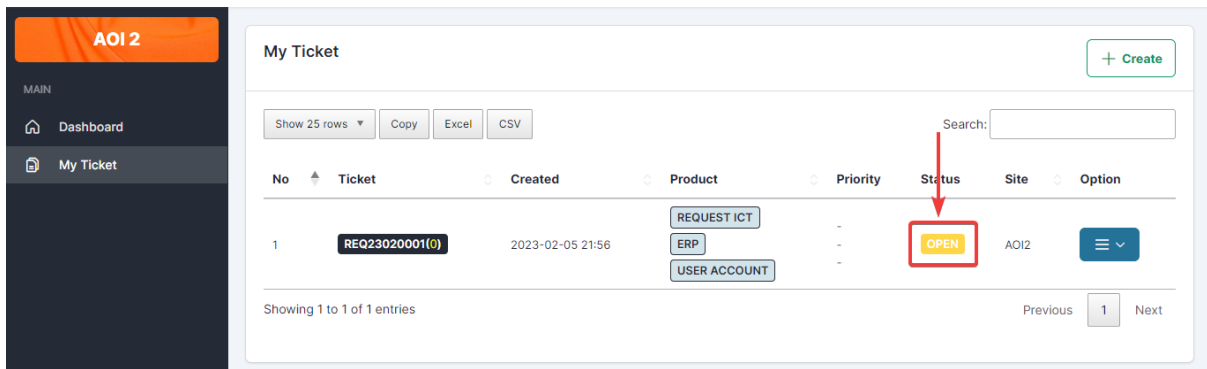 AOI 2
MAIN
Dashboard
My Ticket
My Ticket
+ Create
Show 25 rows ▼ Copy Excel CSV
Search:
No Ticket Created Product Priority Status Site Option
1 REQ23020001(0) 2023-02-05 21:56 REQUEST ICT ERP USER ACCOUNT - - - OPEN AOI2
Showing 1 to 1 of 1 entries
Previous 1 Next